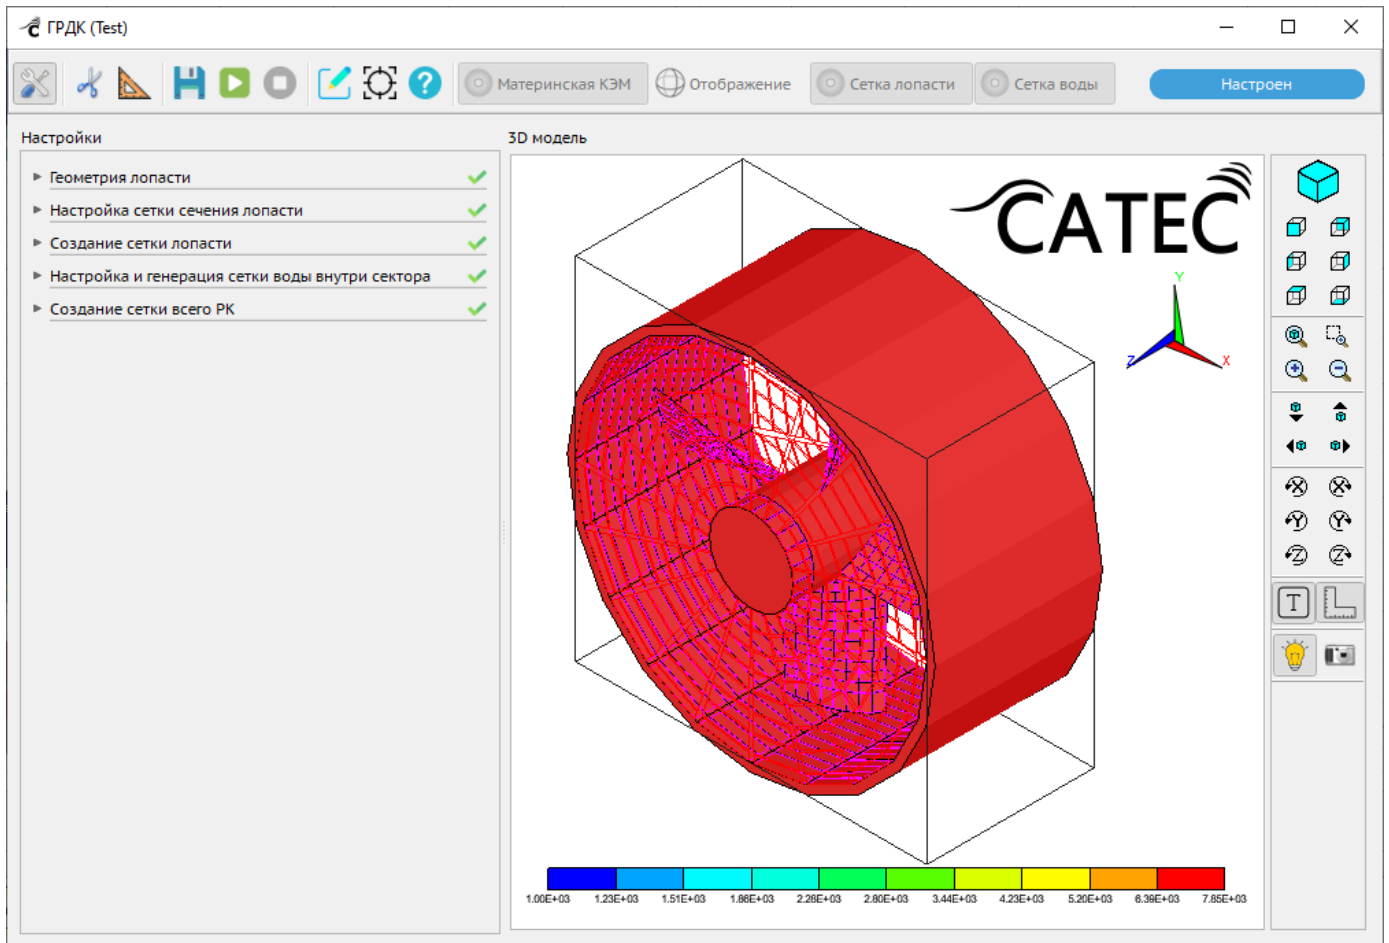 ГРДК (Test)
Материнская КЭМ
Отображение
Сетка лопасти
Сетка воды
Настроен
Настройки
3D модель
Геометрия лопасти
Настройка сетки сечения лопасти
Создание сетки лопасти
Настройка и генерация сетки воды внутри сектора
Создание сетки всего РК
CATEC
Y
Z
X
X X
Y Y
Z Z
T
1.00E+03 1.23E+03 1.51E+03 1.86E+03 2.28E+03 2.80E+03 3.44E+03 4.23E+03 5.20E+03 6.39E+03 7.85E+03